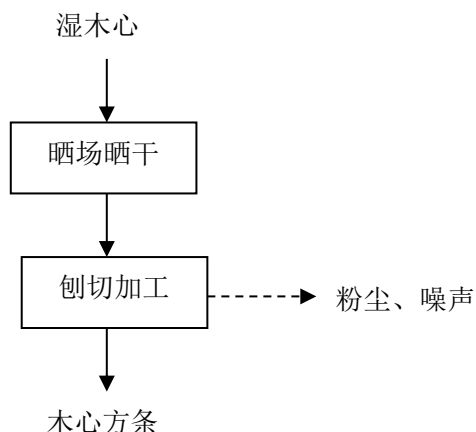 湿木心
晒场晒干
刨切加工
粉尘、噪声
木心方条